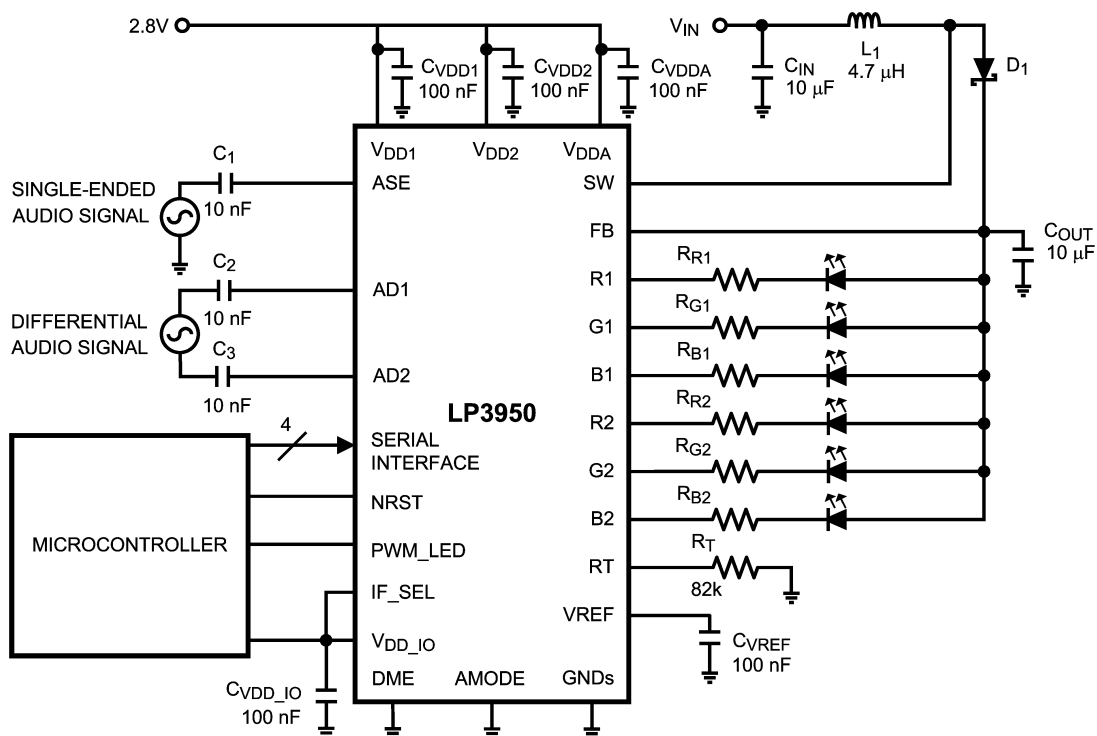 2.8V
VIN
L1
4.7 µH
D1
CVDD1
100 nF
CVDD2
100 nF
CVDDA
100 nF
CIN
10 µF
VDD1
VDD2
VDDA
C1
10 nF
SINGLE-ENDED
AUDIO SIGNAL
ASE
SW
FB
COUT
10 µF
C2
10 nF
DIFFERENTIAL
AUDIO SIGNAL
C3
10 nF
AD1
AD2
LP3950
R1
RR1
G1
RG1
B1
RB1
R2
RR2
G2
RG2
B2
RB2
RT
RT
82k
VREF
CVREF
100 nF
MICROCONTROLLER
4
SERIAL
INTERFACE
NRST
PWM_LED
IF_SEL
VDD_IO
CVDD_IO
100 nF
DME
AMODE
GNDs